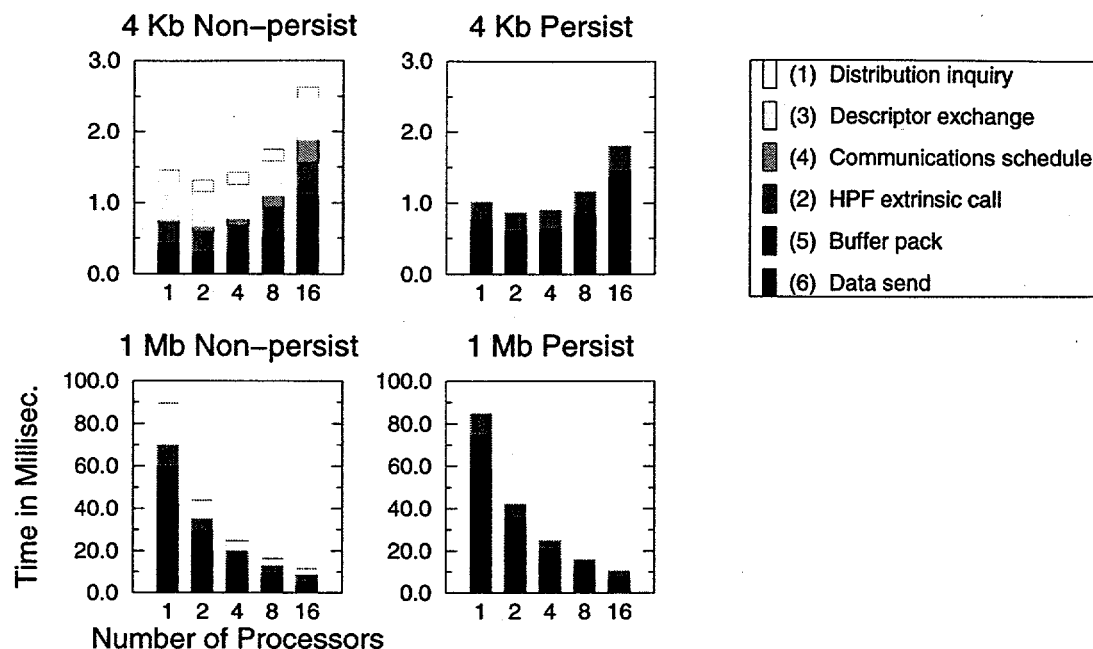 4 Kb Non-persist
3.0
2.0
1.0
0.0
1 2 4 8 16
4 Kb Persist
3.0
2.0
1.0
0.0
1 2 4 8 16
(1) Distribution inquiry
(3) Descriptor exchange
(4) Communications schedule
(2) HPF extrinsic call
(5) Buffer pack
(6) Data send
1 Mb Non-persist
100.0
80.0
60.0
40.0
20.0
0.0
1 2 4 8 16
1 Mb Persist
100.0
80.0
60.0
40.0
20.0
0.0
1 2 4 8 16
Time in Millisec.
Number of Processors